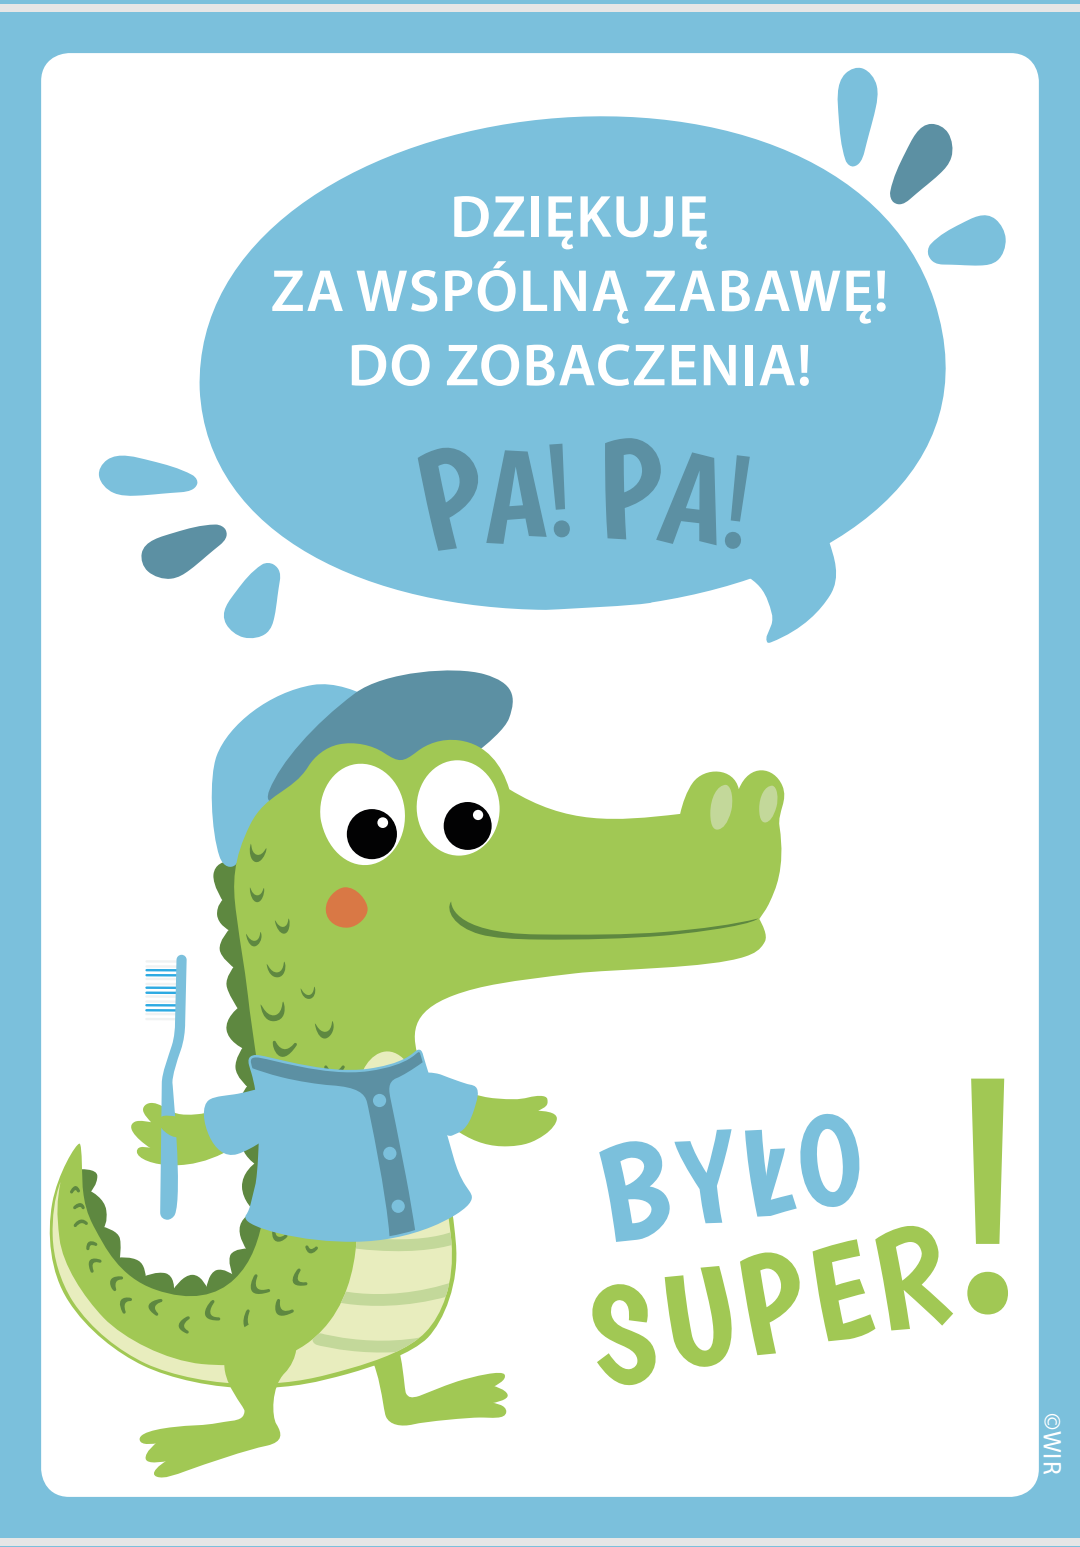 DZIĘKUJĘ
ZA WSPÓLNĄ ZABAWĘ!
DO ZOBACZENIA!
PA! PA!
BYŁO
SUPER!
©WIR